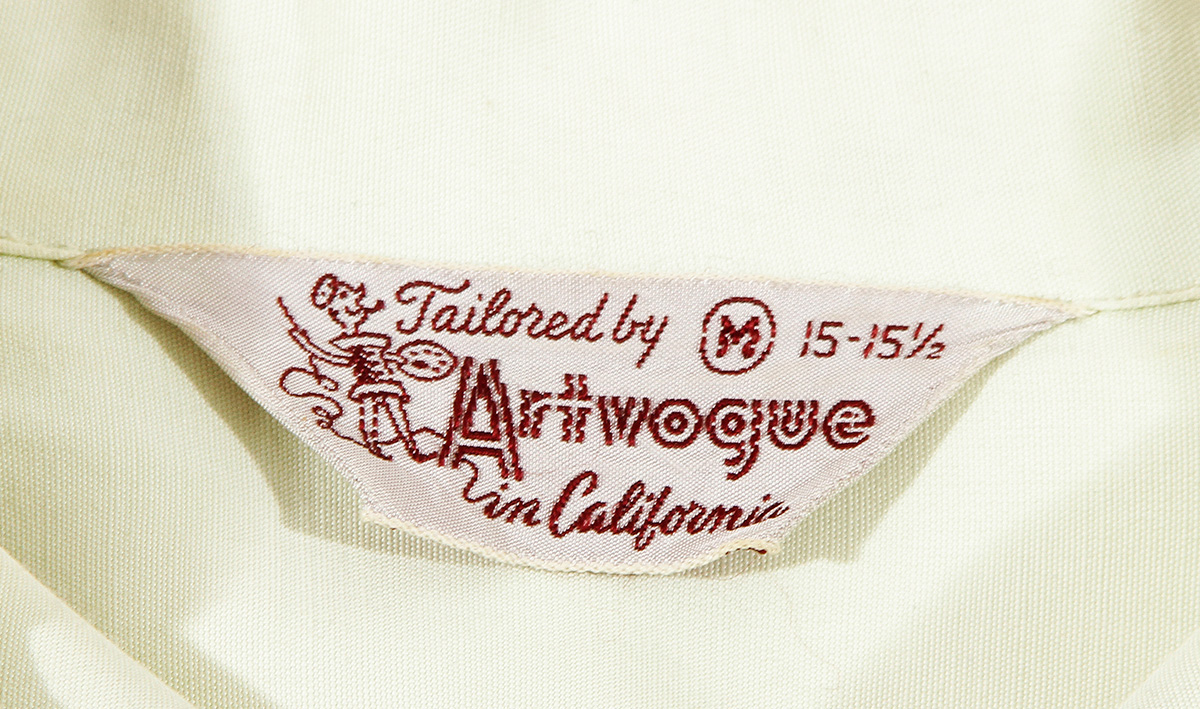 Tailored by M 15-15½
Artvogue
in California